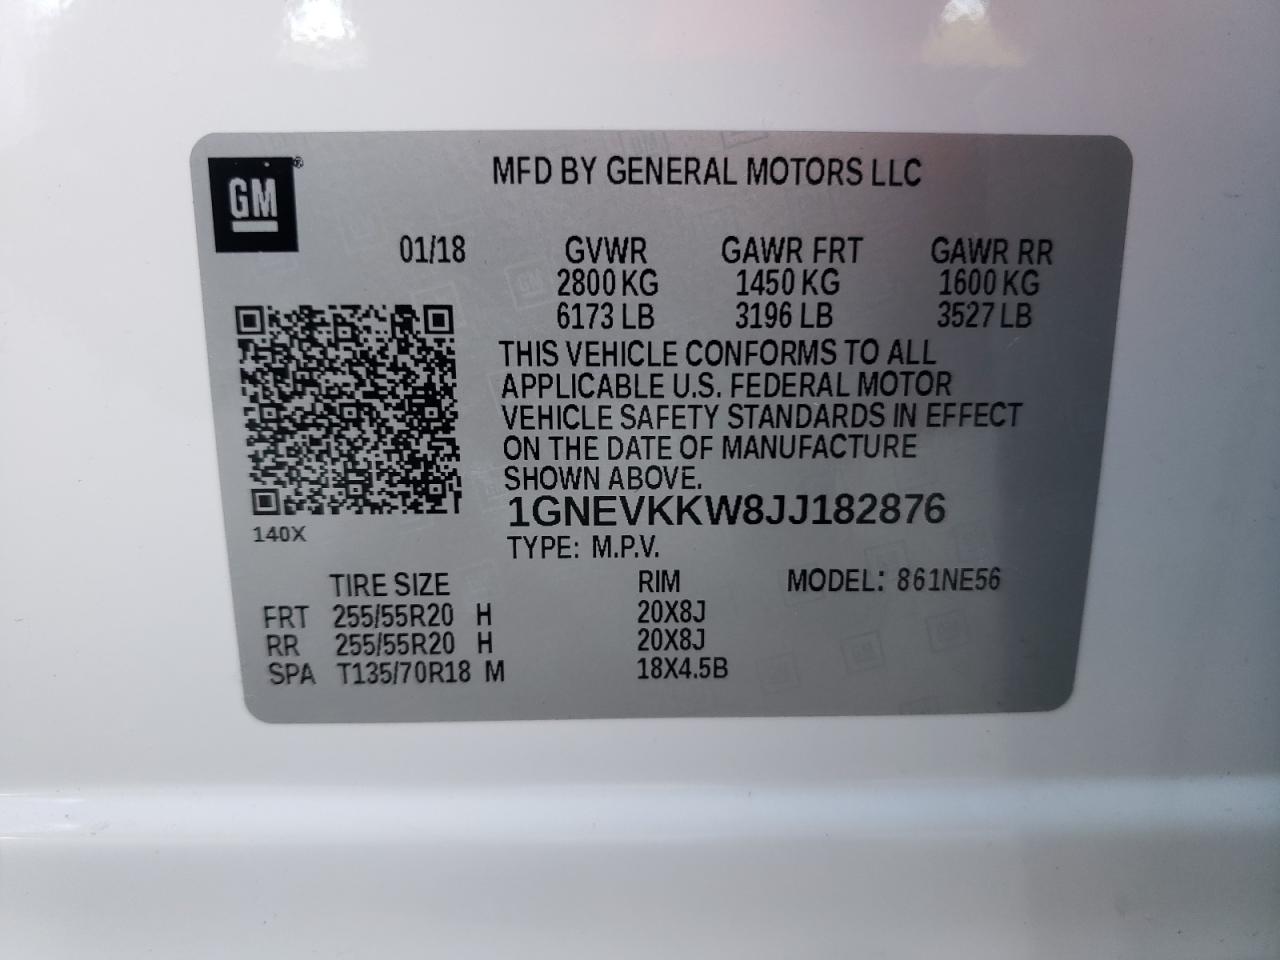 GM®
MFD BY GENERAL MOTORS LLC
01/18 GVWR GAWR FRT GAWR RR
2800 KG 1450 KG 1600 KG
6173 LB 3196 LB 3527 LB
THIS VEHICLE CONFORMS TO ALL
APPLICABLE U.S. FEDERAL MOTOR
VEHICLE SAFETY STANDARDS IN EFFECT
ON THE DATE OF MANUFACTURE
SHOWN ABOVE.
1GNEVKKW8JJ182876
140X
TYPE: M.P.V.
TIRE SIZE RIM MODEL: 861NE56
FRT 255/55R20 H 20X8J
RR 255/55R20 H 20X8J
SPA T135/70R18 M 18X4.5B